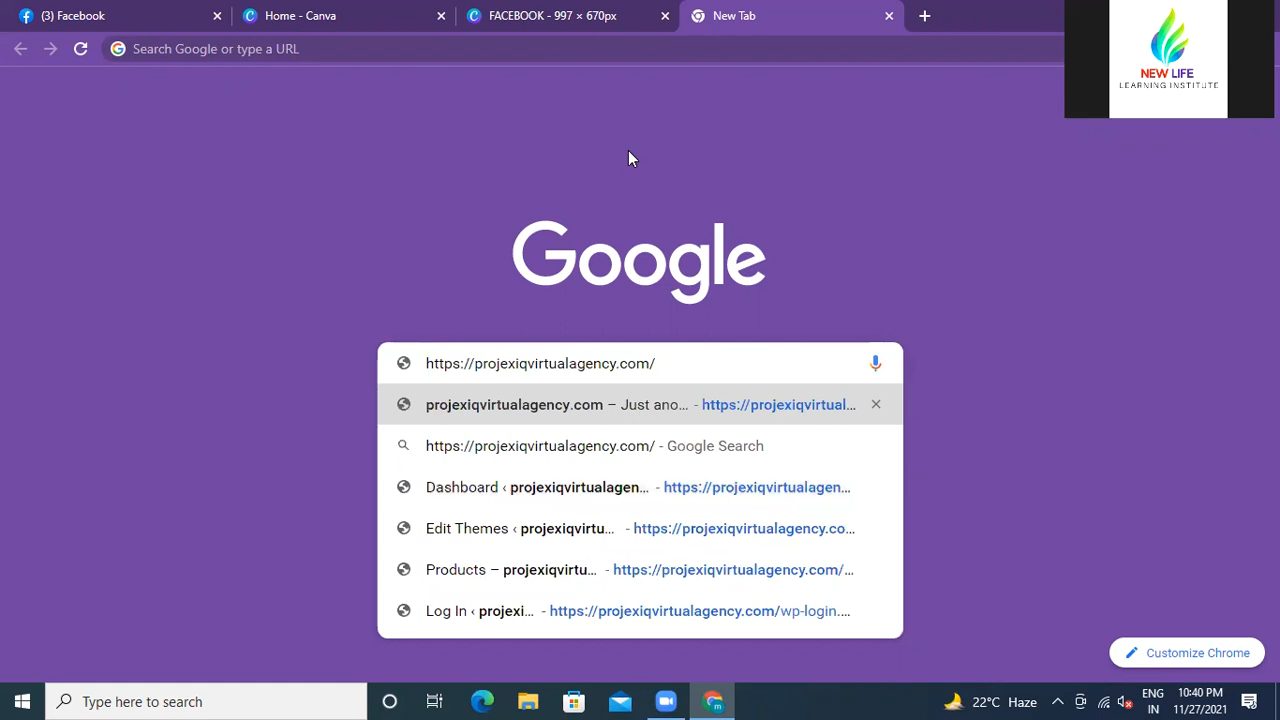 (3) Facebook
Home - Canva
FACEBOOK - 997 × 670px
New Tab
Search Google or type a URL
NEW LIFE
LEARNING INSTITUTE
Google
https://projexiqvirtualagency.com/
projexiqvirtualagency.com – Just ano... - https://projexiqvirtual...
https://projexiqvirtualagency.com/ - Google Search
Dashboard ‹ projexiqvirtualagen... - https://projexiqvirtualagen...
Edit Themes ‹ projexiqvirtu... - https://projexiqvirtualagency.co...
Products – projexiqvirtu... - https://projexiqvirtualagency.com/...
Log In ‹ projexi... - https://projexiqvirtualagency.com/wp-login....
Customize Chrome
Type here to search
22°C Haze
ENG
IN
10:40 PM
11/27/2021